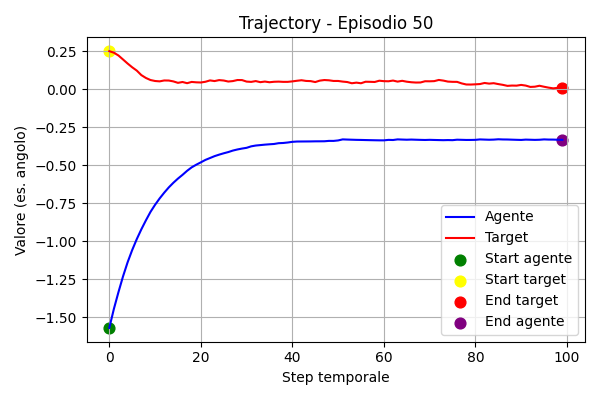 Trajectory - Episodio 50
Valore (es. angolo)
0.25
0.00
−0.25
−0.50
−0.75
−1.00
−1.25
−1.50
Agente
Target
Start agente
Start target
End target
End agente
0 20 40 60 80 100
Step temporale